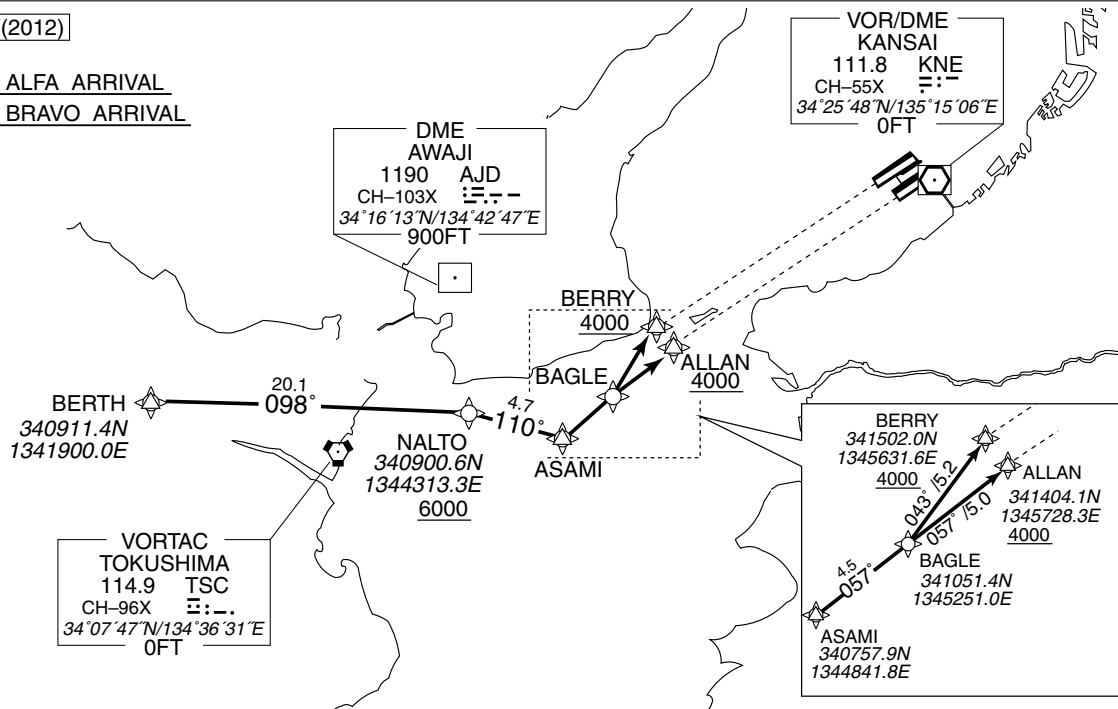 (2012)
ALFA ARRIVAL
BRAVO ARRIVAL
VOR/DME
KANSAI
111.8 KNE
CH–55X
34°25´48˝N/135°15´06˝E
0FT
DME
AWAJI
1190 AJD
CH–103X
34°16´13˝N/134°42´47˝E
900FT
BERRY
4000
ALLAN
4000
BAGLE
BERTH
340911.4N
1341900.0E
20.1
098°
4.7
110°
NALTO
340900.6N
1344313.3E
6000
ASAMI
VORTAC
TOKUSHIMA
114.9 TSC
CH–96X
34°07´47˝N/134°36´31˝E
0FT
BERRY
341502.0N
1345631.6E
4000
043° /5.2
057° /5.0
ALLAN
341404.1N
1345728.3E
4000
4.5
057°
BAGLE
341051.4N
1345251.0E
ASAMI
340757.9N
1344841.8E